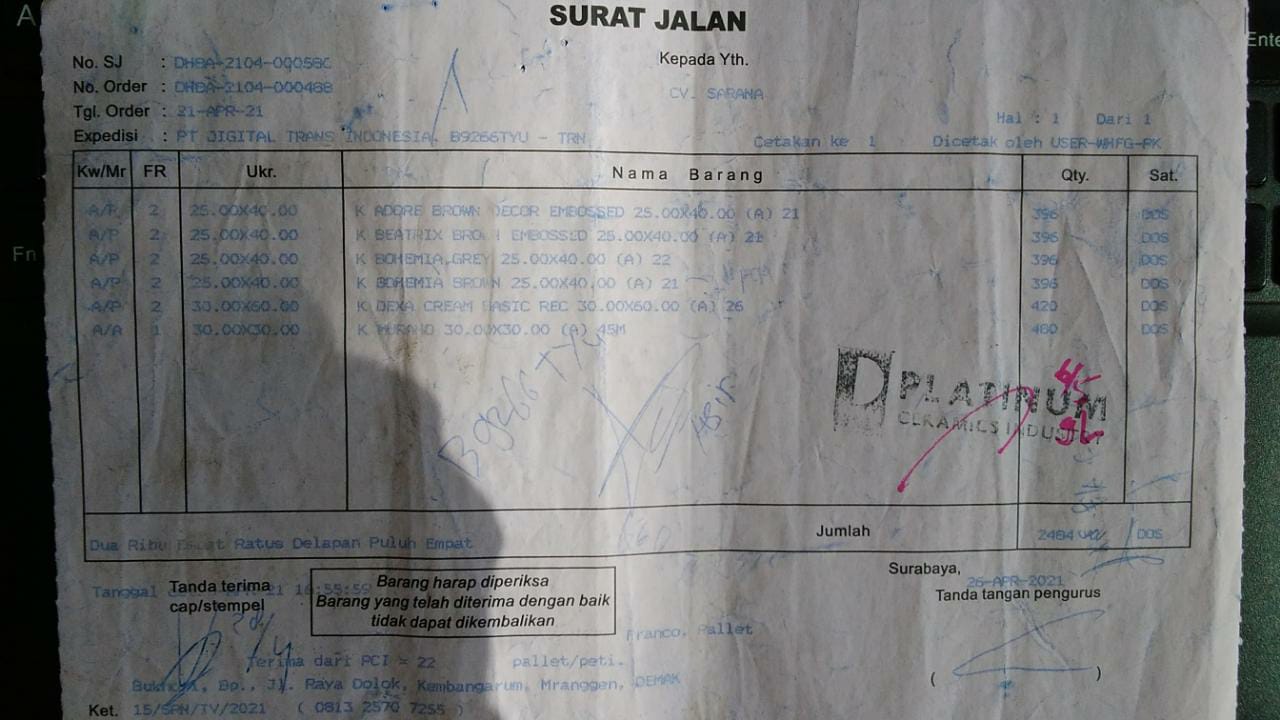 SURAT JALAN
No. SJ : DHBA-2104-000580
Kepada Yth.
No. Order : DHBA-2104-000488
CV. SARANA
Tgl. Order : 21-APR-21
Hal : 1 Dari 1
Expedisi : PT DIGITAL TRANS INDONESIA, B9266TYU - TRN
Cetakan ke 1 Dicetak oleh USER-WHFG-PK
Kw/Mr FR Ukr. Nama Barang Qty. Sat.
A/P 2 25.00X40.00 K ADORE BROWN DECOR EMBOSSED 25.00X40.00 (A) 21 396 DOS
A/P 2 25.00X40.00 K BEATRIX BROWN EMBOSSED 25.00X40.00 (A) 21 396 DOS
A/P 2 25.00X40.00 K BOHEMIA GREY 25.00X40.00 (A) 22 396 DOS
A/P 2 25.00X40.00 K BOHEMIA BROWN 25.00X40.00 (A) 21 396 DOS
A/P 2 30.00X60.00 K DEXA CREAM BASIC REC 30.00X60.00 (A) 26 420 DOS
A/A 1 30.00X30.00 K MURANO 30.00X30.00 (A) 45M 480 DOS
B 9266 TYU
PLATINUM
CERAMICS INDUSTRY
Jumlah 2484 DOS
Dua Ribu Empat Ratus Delapan Puluh Empat
Surabaya,
26-APR-2021
Tanggal
Tanda terima
cap/stempel
16:55:59
Barang harap diperiksa
Barang yang telah diterima dengan baik
tidak dapat dikembalikan
Tanda tangan pengurus
Franco, Pallet
Terima dari PCI = 22 pallet/peti.
Bp., Jl. Raya Dolok, Kembangarum, Mranggen, DEMAK
( )
Ket. 15/SPN/TV/2021 ( 0813 2570 7255 )
Fn
Ente
A